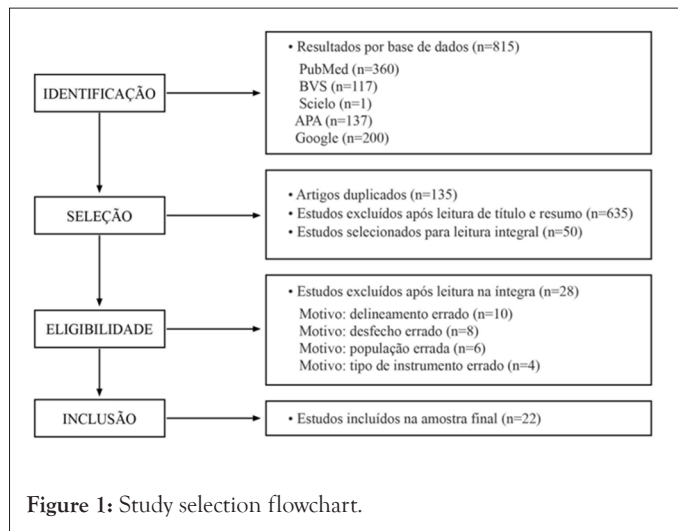 IDENTIFICAÇÃO
• Resultados por base de dados (n=815)
PubMed (n=360)
BVS (n=117)
Scielo (n=1)
APA (n=137)
Google (n=200)
SELEÇÃO
• Artigos duplicados (n=135)
• Estudos excluídos após leitura de título e resumo (n=635)
• Estudos selecionados para leitura integral (n=50)
ELIGIBILIDADE
• Estudos excluídos após leitura na íntegra (n=28)
Motivo: delineamento errado (n=10)
Motivo: desfecho errado (n=8)
Motivo: população errada (n=6)
Motivo: tipo de instrumento errado (n=4)
INCLUSÃO
• Estudos incluídos na amostra final (n=22)
Figure 1: Study selection flowchart.